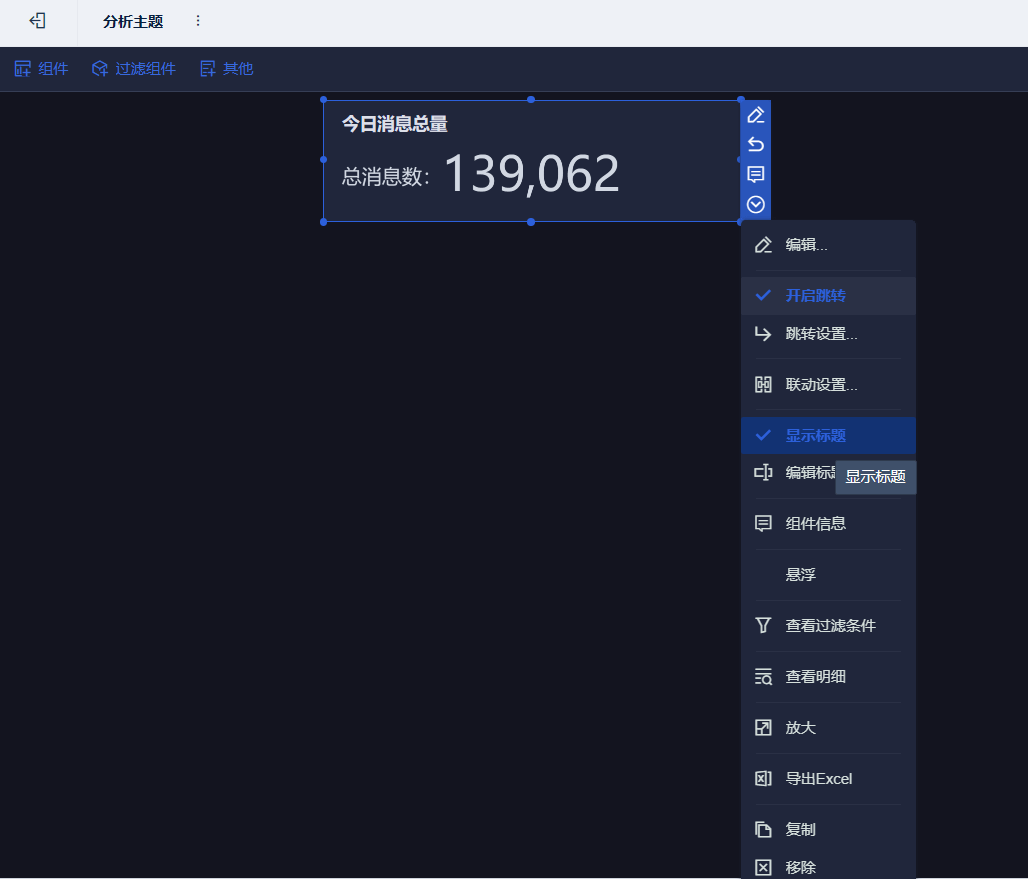 分析主题
组件 过滤组件 其他
今日消息总量
总消息数: 139,062
编辑...
开启跳转
跳转设置...
联动设置...
显示标题
编辑标
显示标题
组件信息
悬浮
查看过滤条件
查看明细
放大
导出Excel
复制
移除